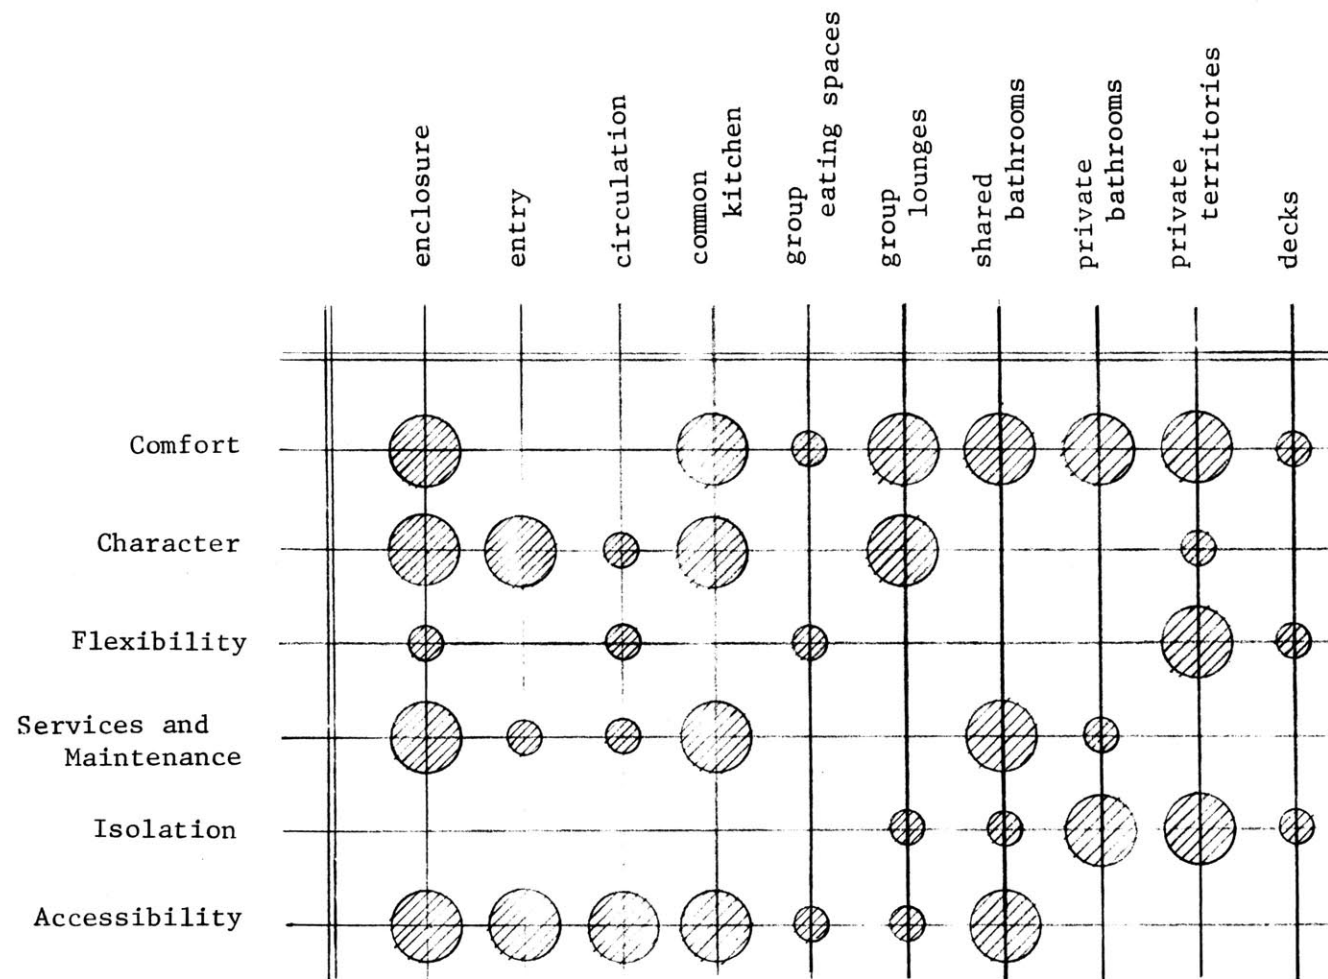 enclosure
entry
circulation
common
kitchen
group
eating spaces
group
lounges
shared
bathrooms
private
bathrooms
private
territories
decks
Comfort
Character
Flexibility
Services and
Maintenance
Isolation
Accessibility